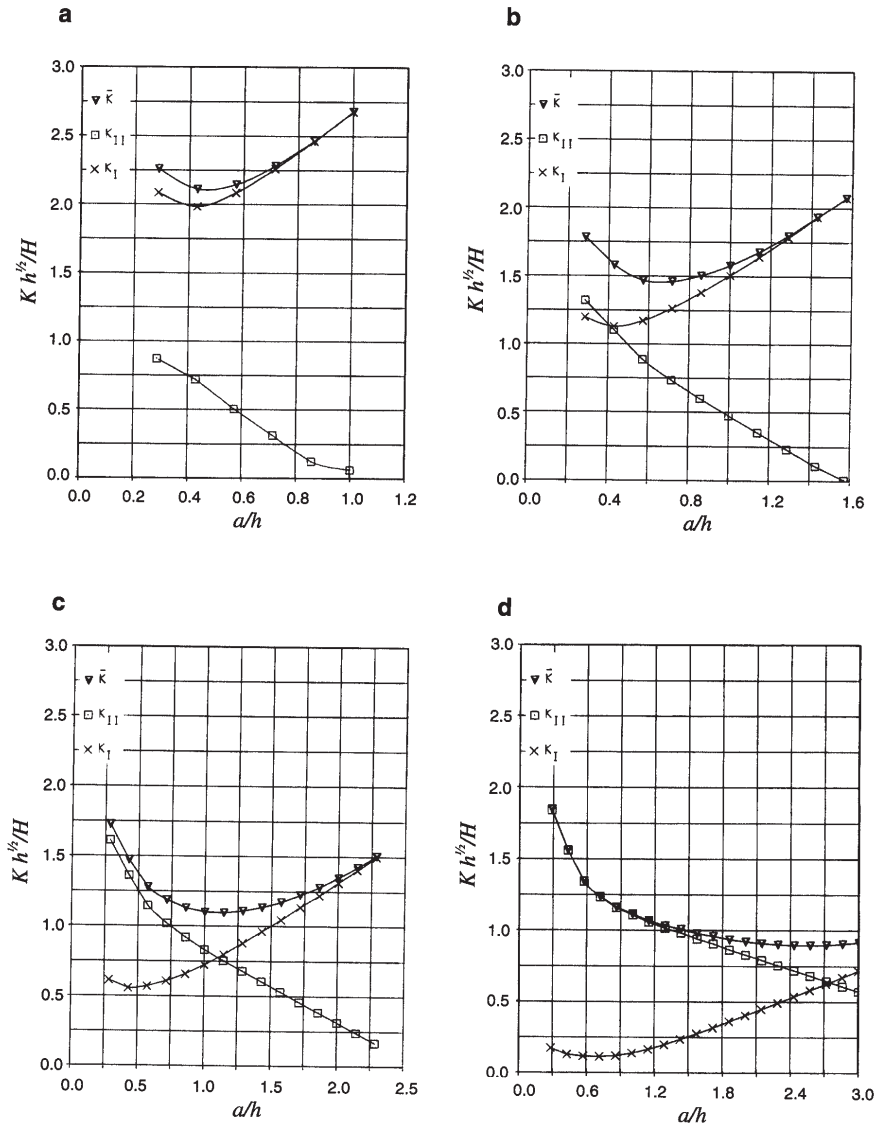 a
3.0
2.5
2.0
1.5
1.0
0.5
0.0
K̄
K_II
K_I
K h^½/H
0.0 0.2 0.4 0.6 0.8 1.0 1.2
a/h
b
3.0
2.5
2.0
1.5
1.0
0.5
0.0
K̄
K_II
K_I
K h^½/H
0.0 0.4 0.8 1.2 1.6
a/h
c
3.0
2.5
2.0
1.5
1.0
0.5
0.0
K̄
K_II
K_I
K h^½/H
0.0 0.5 1.0 1.5 2.0 2.5
a/h
d
3.0
2.5
2.0
1.5
1.0
0.5
0.0
K̄
K_II
K_I
K h^½/H
0.0 0.6 1.2 1.8 2.4 3.0
a/h